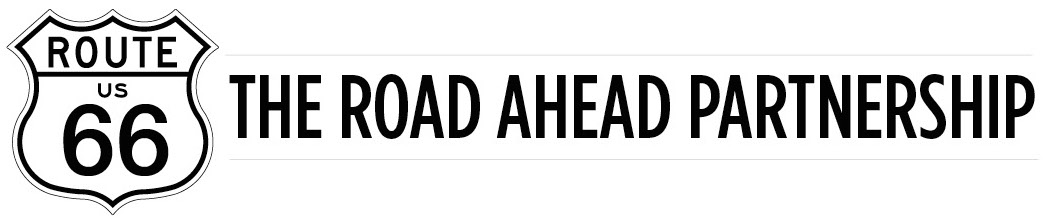 ROUTE
US
66
THE ROAD AHEAD PARTNERSHIP